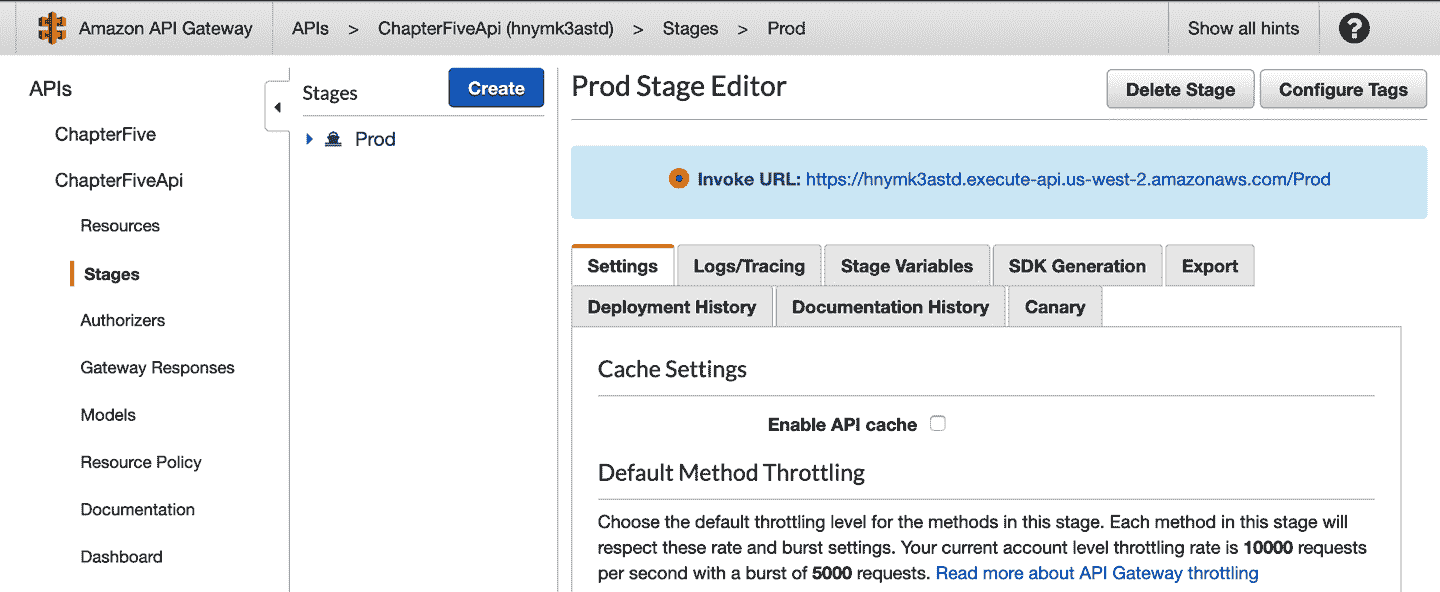 Amazon API Gateway
APIs > ChapterFiveApi (hnymk3astd) > Stages > Prod
Show all hints
?
APIs
ChapterFive
ChapterFiveApi
Resources
Stages
Authorizers
Gateway Responses
Models
Resource Policy
Documentation
Dashboard
Stages
Create
Prod
Prod Stage Editor
Delete Stage
Configure Tags
Invoke URL: https://hnymk3astd.execute-api.us-west-2.amazonaws.com/Prod
Settings
Logs/Tracing
Stage Variables
SDK Generation
Export
Deployment History
Documentation History
Canary
Cache Settings
Enable API cache
Default Method Throttling
Choose the default throttling level for the methods in this stage. Each method in this stage will
respect these rate and burst settings. Your current account level throttling rate is 10000 requests
per second with a burst of 5000 requests. Read more about API Gateway throttling